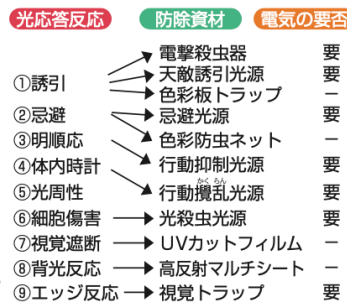 光応答反応 防除資材 電気の要否
電撃殺虫器 要
①誘引 天敵誘引光源 要
色彩板トラップ −
②忌避 忌避光源 要
③明順応 色彩防虫ネット −
④体内時計 行動抑制光源 要
かく らん
⑤光周性 行動攪乱光源 要
⑥細胞傷害 光殺虫光源 要
⑦視覚遮断 UVカットフィルム −
⑧背光反応 高反射マルチシート −
⑨エッジ反応 視覚トラップ 要